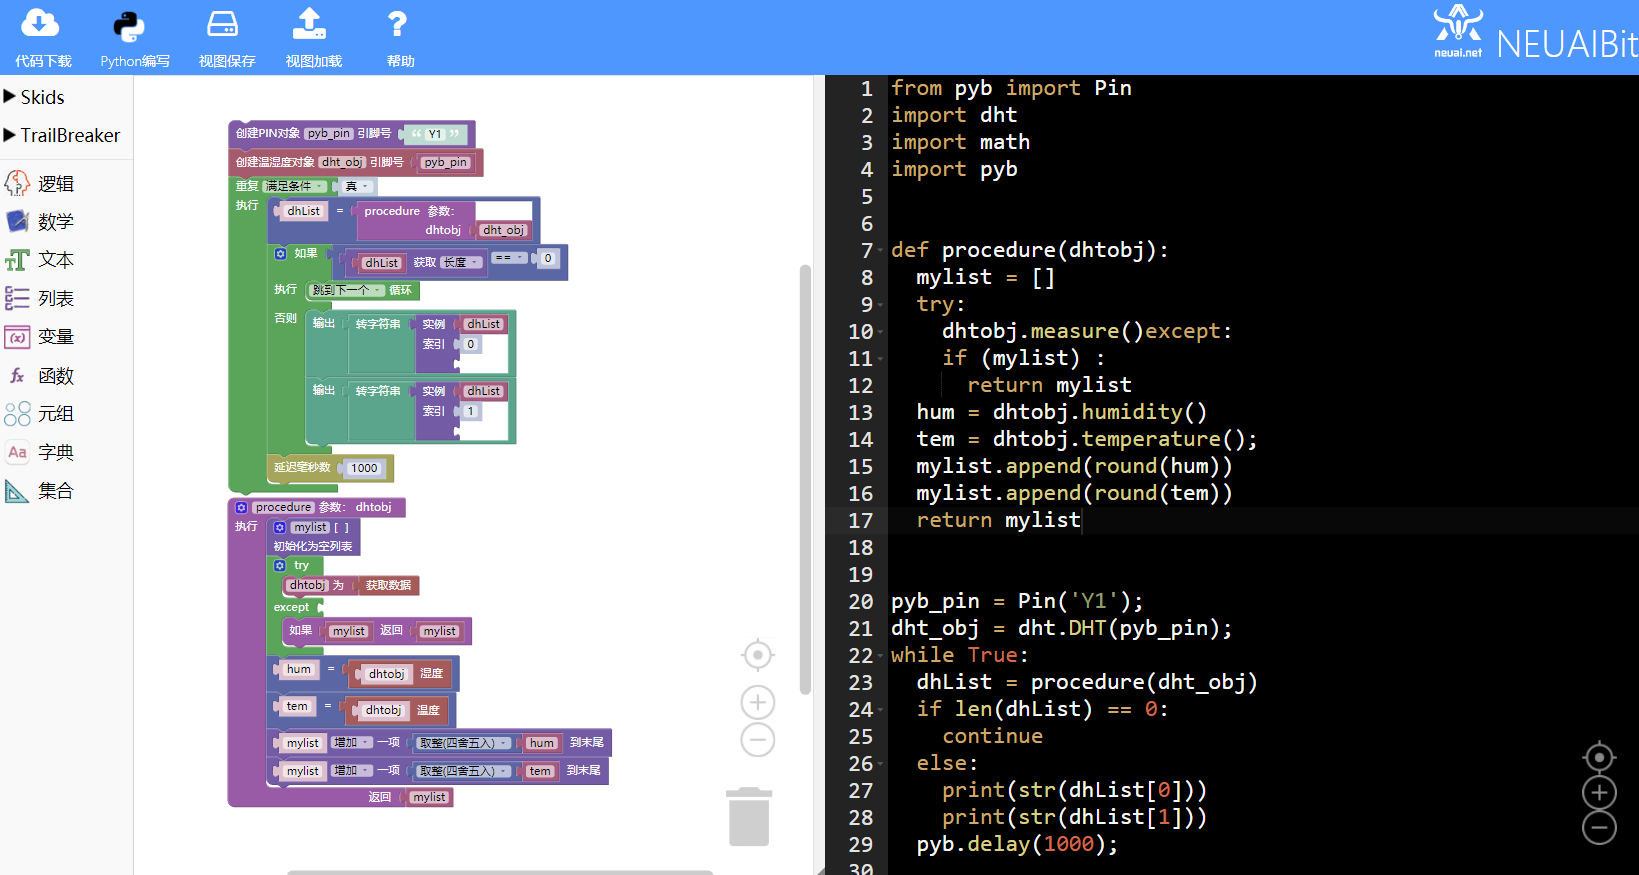 代码下载
Python编写
视图保存
视图加载
帮助
neuai.net
NEUAIBit
Skids
TrailBreaker
逻辑
数学
文本
列表
变量
函数
元组
Aa 字典
集合
创建PIN对象 pyb_pin 引脚号 “ Y1 ”
创建温湿度对象 dht_obj 引脚号 pyb_pin
重复 满足条件 真
执行
dhList = procedure 参数:
dhtobj dht_obj
如果 dhList 获取 长度 == 0
执行 跳到下一个 循环
否则
输出 转字符串 实例 dhList
索引 0
输出 转字符串 实例 dhList
索引 1
延迟毫秒数 1000
procedure 参数: dhtobj
执行
mylist [ ]
初始化为空列表
try
dhtobj 为 获取数据
except
如果 mylist 返回 mylist
hum = dhtobj 湿度
tem = dhtobj 温度
mylist 增加 一项 取整(四舍五入) hum 到末尾
mylist 增加 一项 取整(四舍五入) tem 到末尾
返回 mylist
1 from pyb import Pin
2 import dht
3 import math
4 import pyb
5
6
7 def procedure(dhtobj):
8 mylist = []
9 try:
10 dhtobj.measure()except:
11 if (mylist) :
12 return mylist
13 hum = dhtobj.humidity()
14 tem = dhtobj.temperature();
15 mylist.append(round(hum))
16 mylist.append(round(tem))
17 return mylist
18
19
20 pyb_pin = Pin('Y1');
21 dht_obj = dht.DHT(pyb_pin);
22 while True:
23 dhList = procedure(dht_obj)
24 if len(dhList) == 0:
25 continue
26 else:
27 print(str(dhList[0]))
28 print(str(dhList[1]))
29 pyb.delay(1000);
30